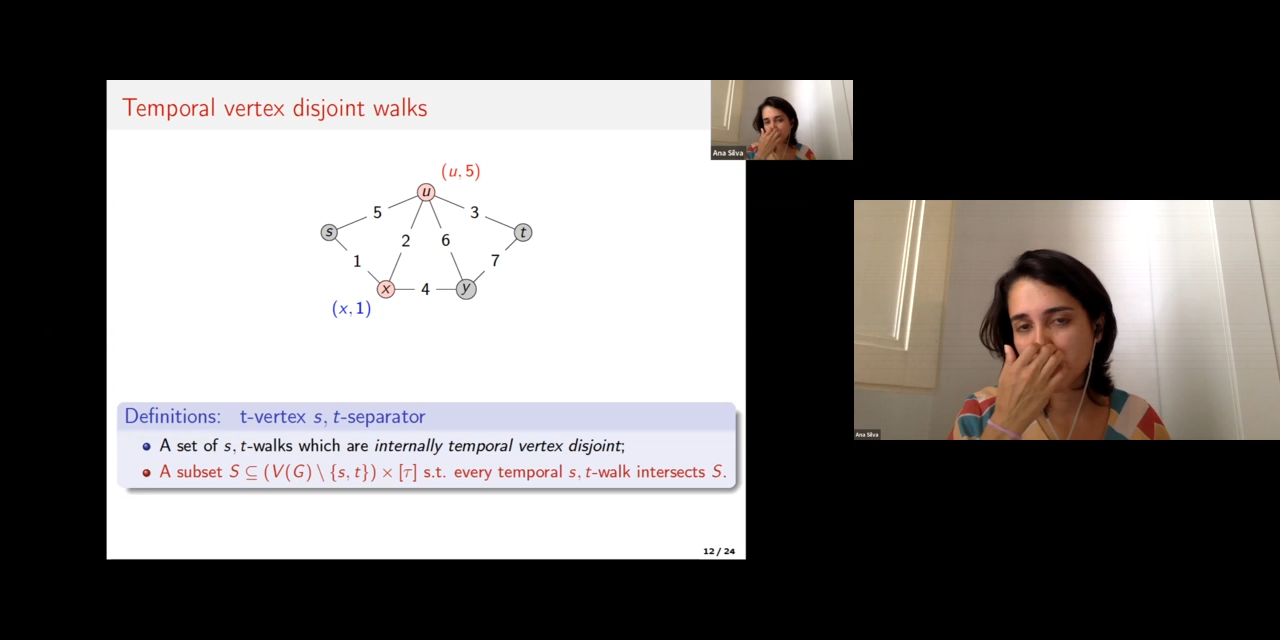 Temporal vertex disjoint walks
Ana Silva
(u, 5)
u
5
3
s
2
6
t
1
7
x
4
y
(x, 1)
Definitions: t-vertex s, t-separator
A set of s, t-walks which are internally temporal vertex disjoint;
A subset S ⊆ (V(G) \ {s, t}) × [τ] s.t. every temporal s, t-walk intersects S.
Ana Silva
12 / 24